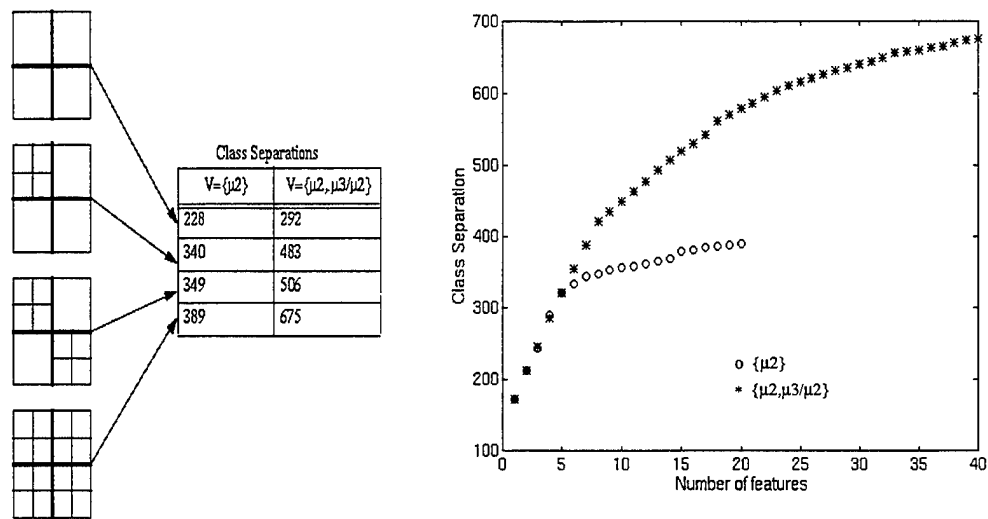 Class Separations
V={μ2} V={μ2,μ3/μ2}
228 292
340 483
349 506
389 675
700
600
500
400
300
200
100
Class Separation
o {μ2}
* {μ2,μ3/μ2}
0 5 10 15 20 25 30 35 40
Number of features